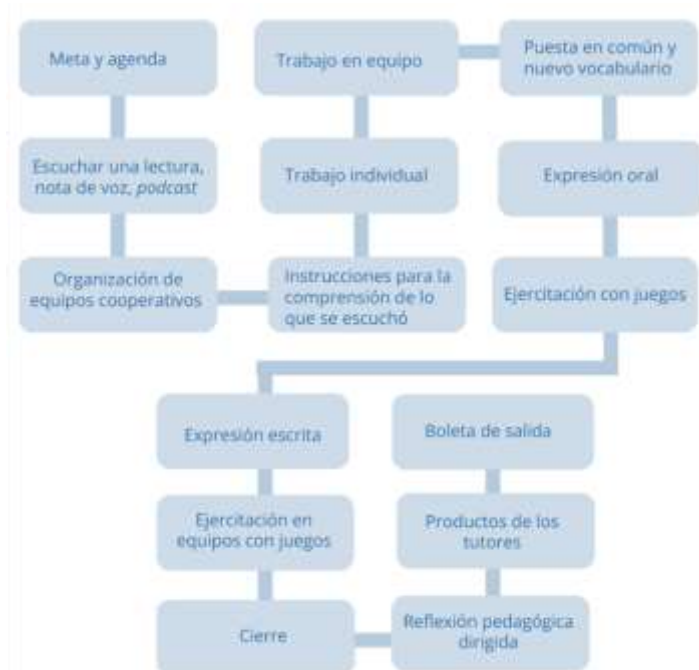 Meta y agenda
Escuchar una lectura,
nota de voz, podcast
Organización de
equipos cooperativos
Instrucciones para la
comprensión de lo
que se escuchó
Trabajo individual
Trabajo en equipo
Puesta en común y
nuevo vocabulario
Expresión oral
Ejercitación con juegos
Expresión escrita
Ejercitación en
equipos con juegos
Cierre
Reflexión pedagógica
dirigida
Productos de los
tutores
Boleta de salida